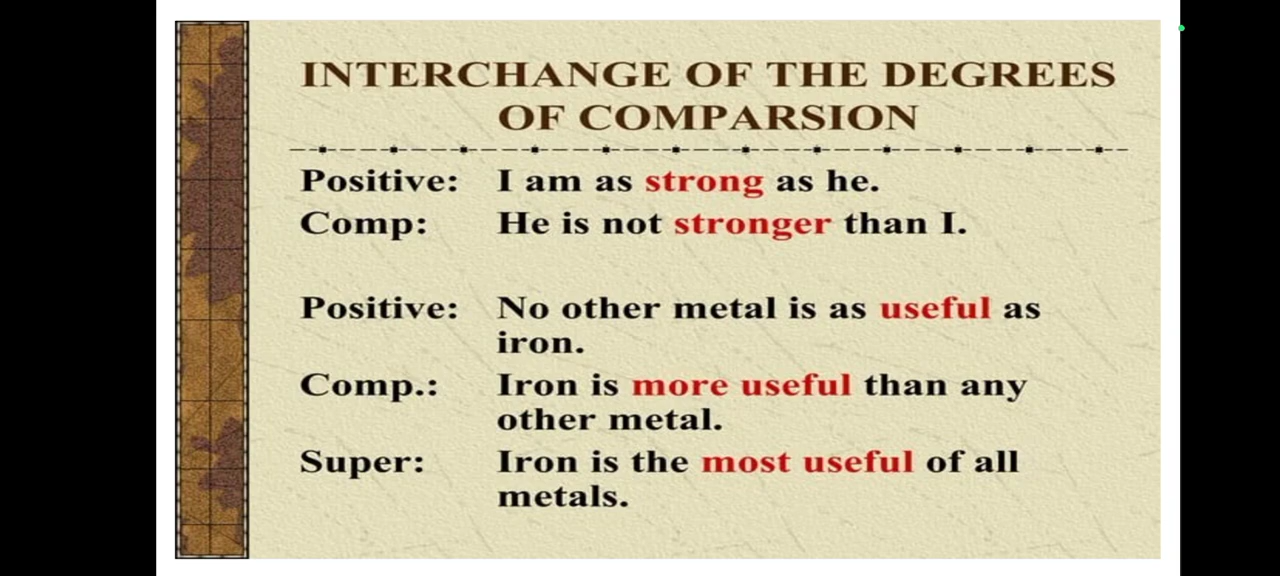 INTERCHANGE OF THE DEGREES
OF COMPARSION
Positive: I am as strong as he.
Comp: He is not stronger than I.
Positive: No other metal is as useful as
iron.
Comp.: Iron is more useful than any
other metal.
Super: Iron is the most useful of all
metals.